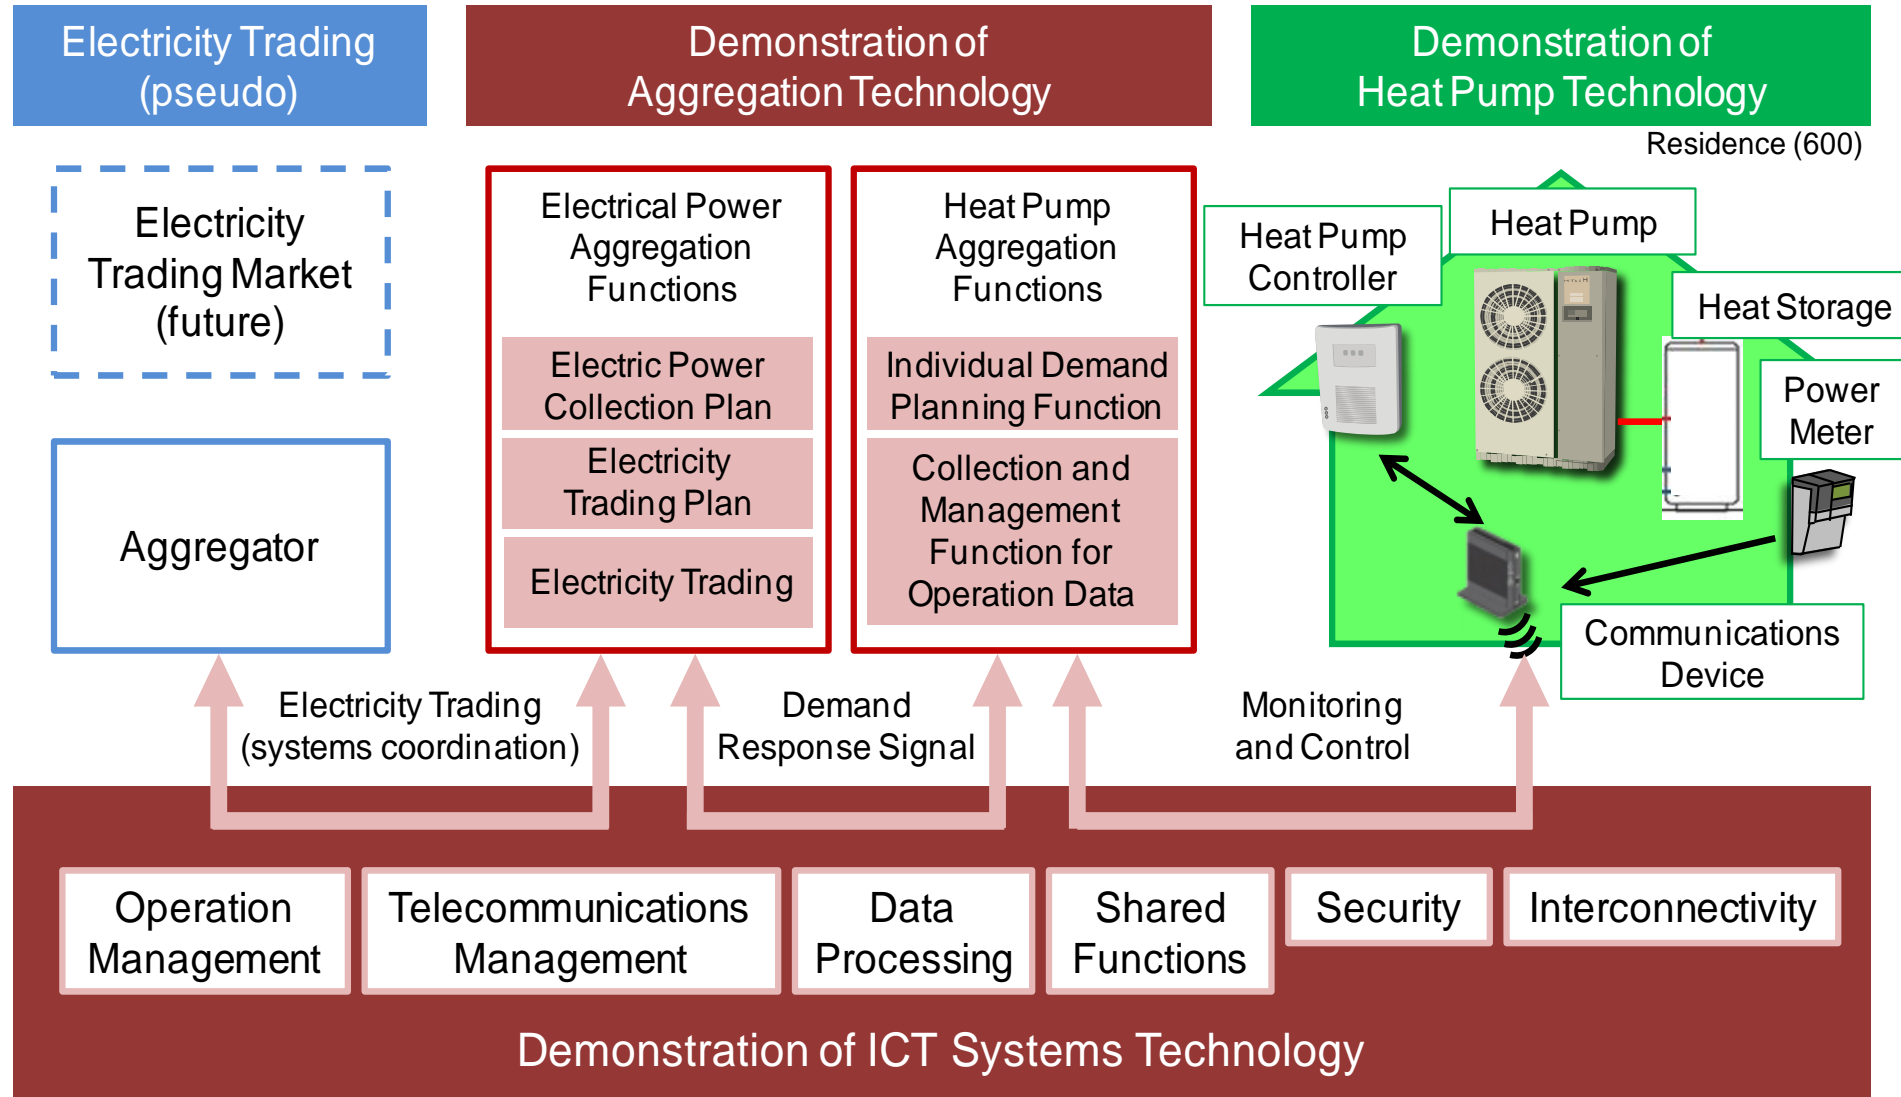 Electricity Trading
(pseudo)
Demonstration of
Aggregation Technology
Demonstration of
Heat Pump Technology
Residence (600)
Electricity
Trading Market
(future)
Aggregator
Electrical Power
Aggregation
Functions
Electric Power
Collection Plan
Electricity
Trading Plan
Electricity Trading
Heat Pump
Aggregation
Functions
Individual Demand
Planning Function
Collection and
Management
Function for
Operation Data
Heat Pump
Controller
Heat Pump
Heat Storage
Power
Meter
Communications
Device
Electricity Trading
(systems coordination)
Demand
Response Signal
Monitoring
and Control
Operation
Management
Telecommunications
Management
Data
Processing
Shared
Functions
Security
Interconnectivity
Demonstration of ICT Systems Technology